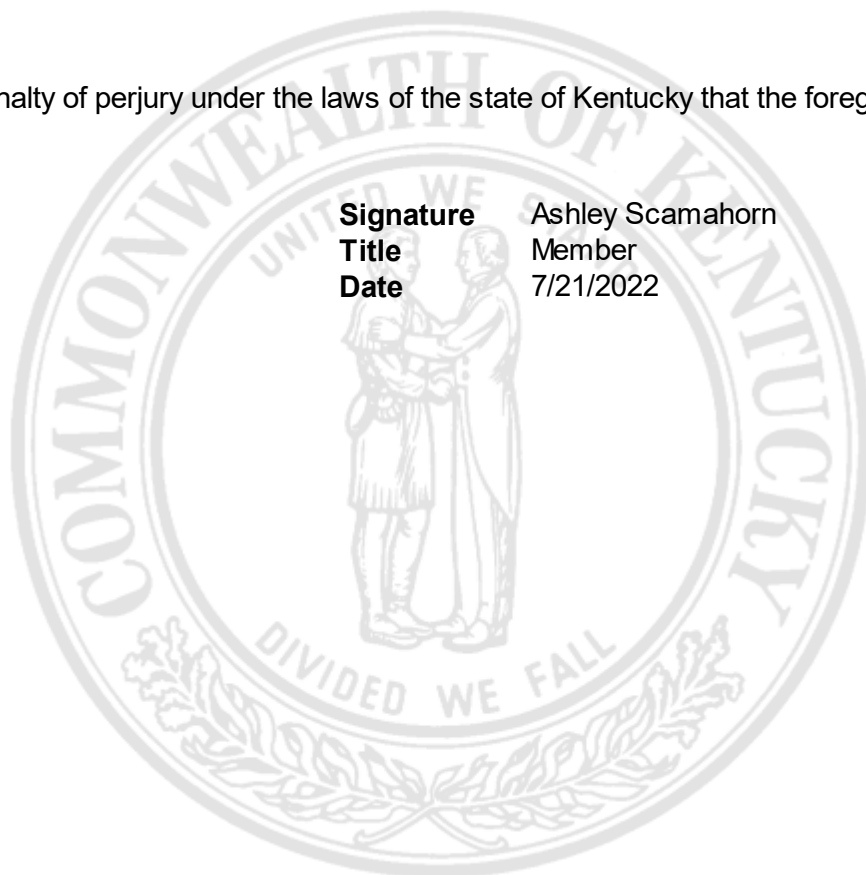 nalty of perjury under the laws of the state of Kentucky that the foreg
Signature Ashley Scamahorn
Title Member
Date 7/21/2022
COMMONWEALTH OF KENTUCKY
UNITED WE STAND
DIVIDED WE FALL